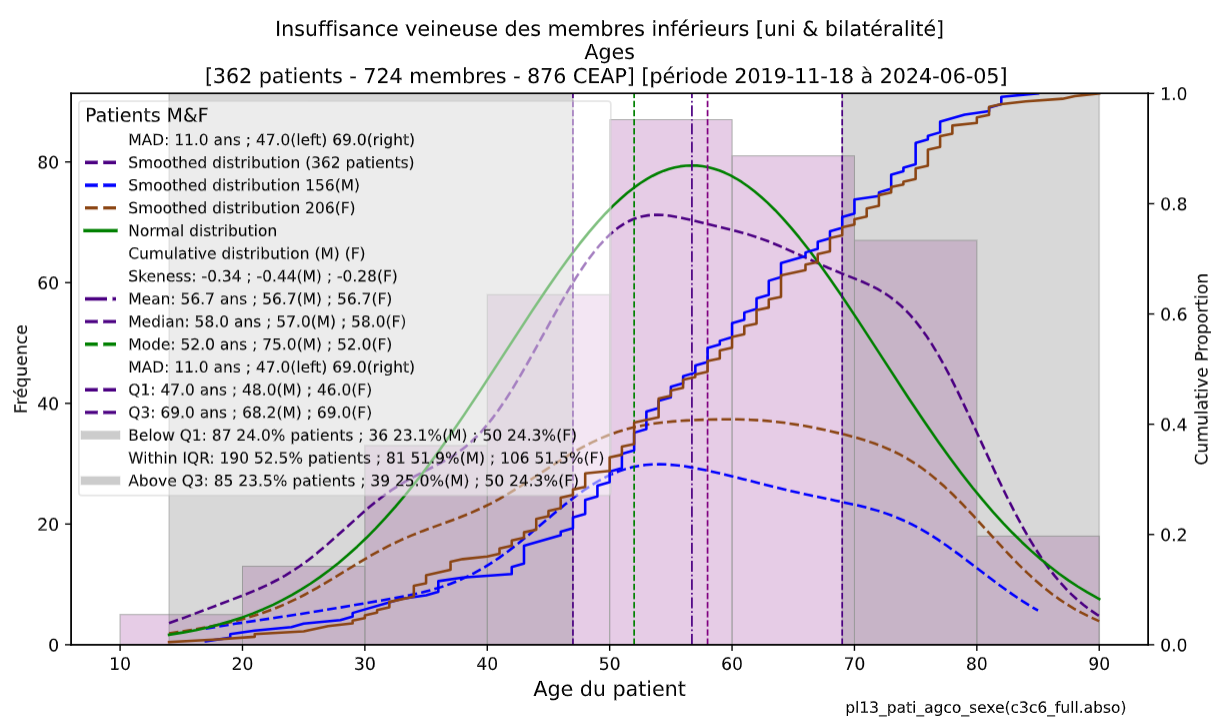 Insuffisance veineuse des membres inférieurs [uni & bilatéralité]
Ages
[362 patients - 724 membres - 876 CEAP] [période 2019-11-18 à 2024-06-05]
Patients M&F
MAD: 11.0 ans ; 47.0(left) 69.0(right)
Smoothed distribution (362 patients)
Smoothed distribution 156(M)
Smoothed distribution 206(F)
Normal distribution
Cumulative distribution (M) (F)
Skeness: -0.34 ; -0.44(M) ; -0.28(F)
Mean: 56.7 ans ; 56.7(M) ; 56.7(F)
Median: 58.0 ans ; 57.0(M) ; 58.0(F)
Mode: 52.0 ans ; 75.0(M) ; 52.0(F)
MAD: 11.0 ans ; 47.0(left) 69.0(right)
Q1: 47.0 ans ; 48.0(M) ; 46.0(F)
Q3: 69.0 ans ; 68.2(M) ; 69.0(F)
Below Q1: 87 24.0% patients ; 36 23.1%(M) ; 50 24.3%(F)
Within IQR: 190 52.5% patients ; 81 51.9%(M) ; 106 51.5%(F)
Above Q3: 85 23.5% patients ; 39 25.0%(M) ; 50 24.3%(F)
Fréquence
80
60
40
20
0
10 20 30 40 50 60 70 80 90
Age du patient
1.0
0.8
0.6
0.4
0.2
0.0
Cumulative Proportion
pl13_pati_agco_sexe(c3c6_full.abso)